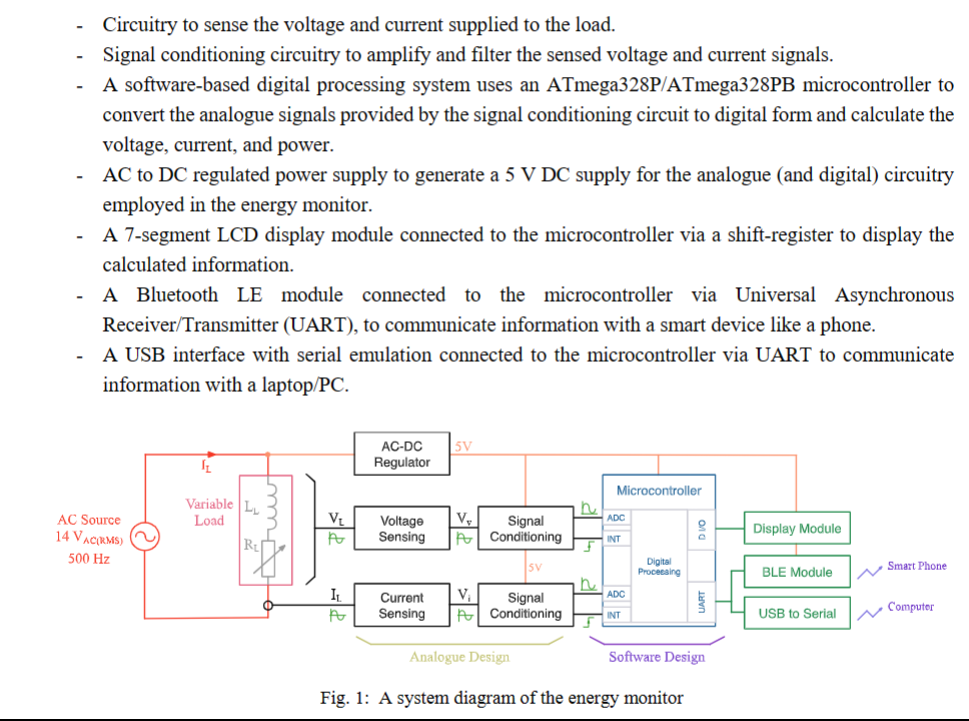 - Circuitry to sense the voltage and current supplied to the load.
- Signal conditioning circuitry to amplify and filter the sensed voltage and current signals.
- A software-based digital processing system uses an ATmega328P/ATmega328PB microcontroller to
convert the analogue signals provided by the signal conditioning circuit to digital form and calculate the
voltage, current, and power.
- AC to DC regulated power supply to generate a 5 V DC supply for the analogue (and digital) circuitry
employed in the energy monitor.
- A 7-segment LCD display module connected to the microcontroller via a shift-register to display the
calculated information.
- A Bluetooth LE module connected to the microcontroller via Universal Asynchronous
Receiver/Transmitter (UART), to communicate information with a smart device like a phone.
- A USB interface with serial emulation connected to the microcontroller via UART to communicate
information with a laptop/PC.
AC Source
14 VAC(RMS)
500 Hz
IL
Variable
Load
LL
RL
AC-DC
Regulator
5V
VL
Voltage
Sensing
Vv
Signal
Conditioning
5V
IL
Current
Sensing
Vi
Signal
Conditioning
Microcontroller
ADC
INT
Digital
Processing
ADC
INT
D I/O
UART
Display Module
BLE Module
USB to Serial
Smart Phone
Computer
Analogue Design
Software Design
Fig. 1: A system diagram of the energy monitor